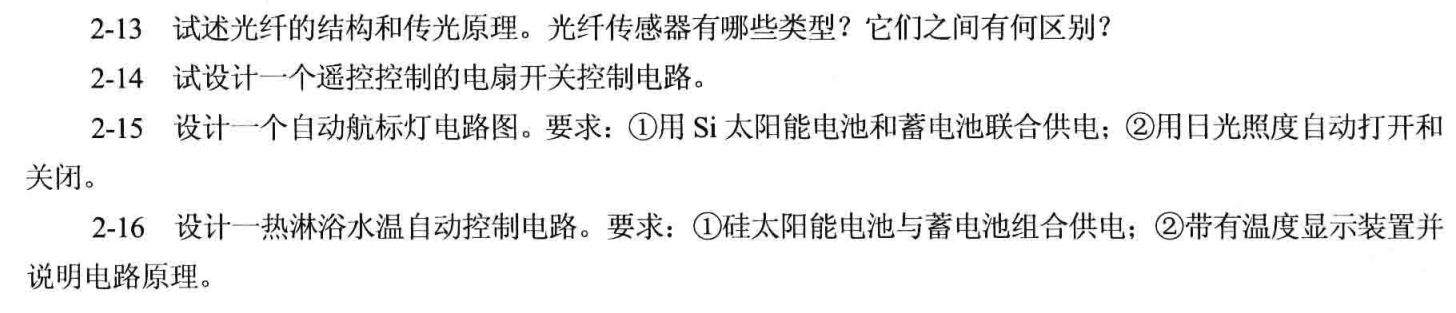 2-13 试述光纤的结构和传光原理。光纤传感器有哪些类型？它们之间有何区别？
2-14 试设计一个遥控控制的电扇开关控制电路。
2-15 设计一个自动航标灯电路图。要求：①用 Si 太阳能电池和蓄电池联合供电；②用日光照度自动打开和
关闭。
2-16 设计一热淋浴水温自动控制电路。要求：①硅太阳能电池与蓄电池组合供电；②带有温度显示装置并
说明电路原理。